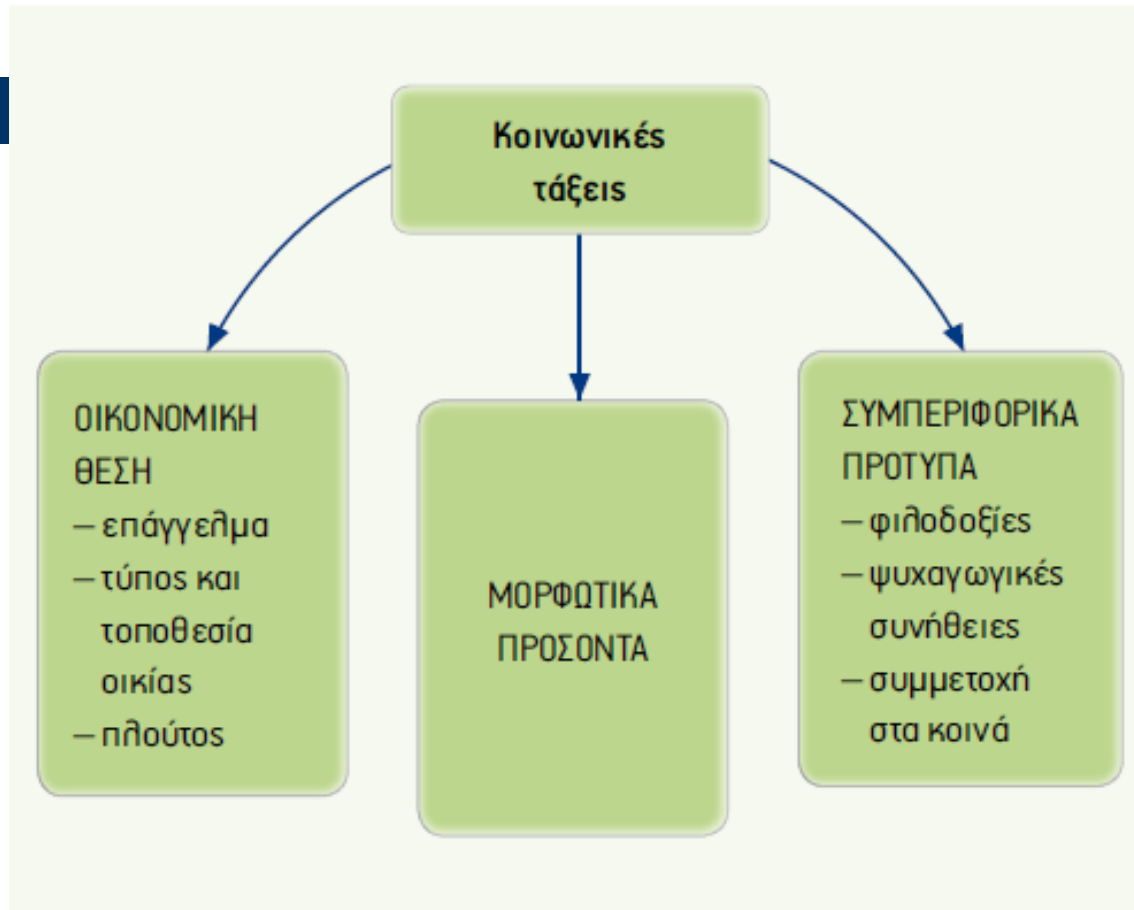 Κοινωνικές
τάξεις
ΟΙΚΟΝΟΜΙΚΗ
ΘΕΣΗ
– επάγγελμα
– τύπος και
τοποθεσία
οικίας
– πλούτος
ΜΟΡΦΩΤΙΚΑ
ΠΡΟΣΟΝΤΑ
ΣΥΜΠΕΡΙΦΟΡΙΚΑ
ΠΡΟΤΥΠΑ
– φιλοδοξίες
– ψυχαγωγικές
συνήθειες
– συμμετοχή
στα κοινά